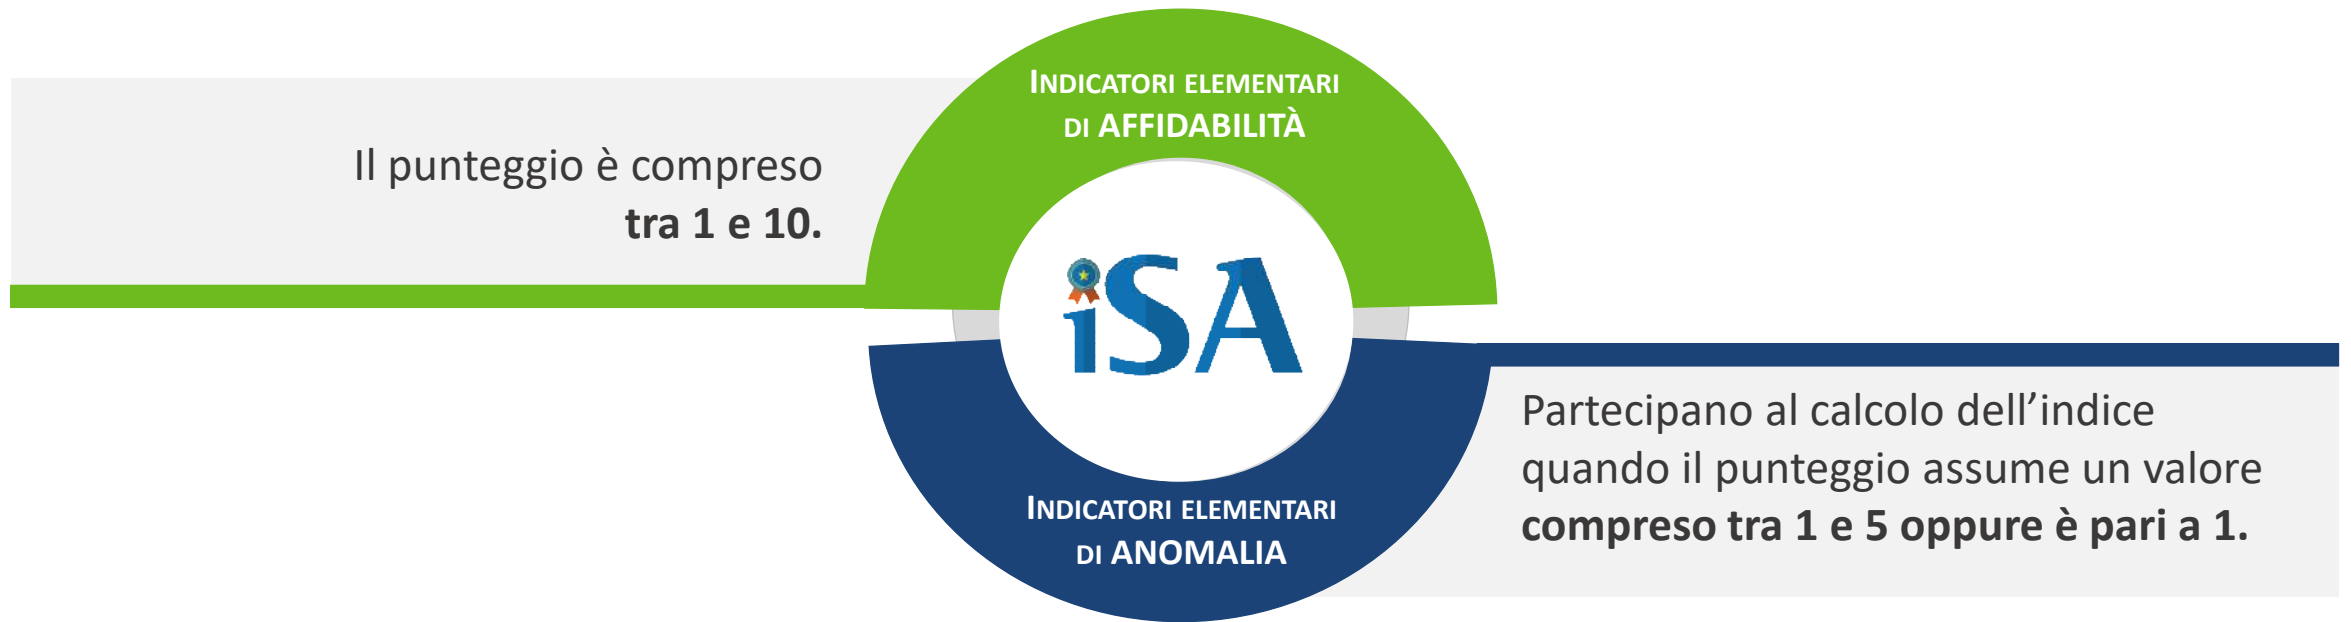 INDICATORI ELEMENTARI
DI AFFIDABILITÀ
Il punteggio è compreso
tra 1 e 10.
iSA
Partecipano al calcolo dell’indice
quando il punteggio assume un valore
compreso tra 1 e 5 oppure è pari a 1.
INDICATORI ELEMENTARI
DI ANOMALIA